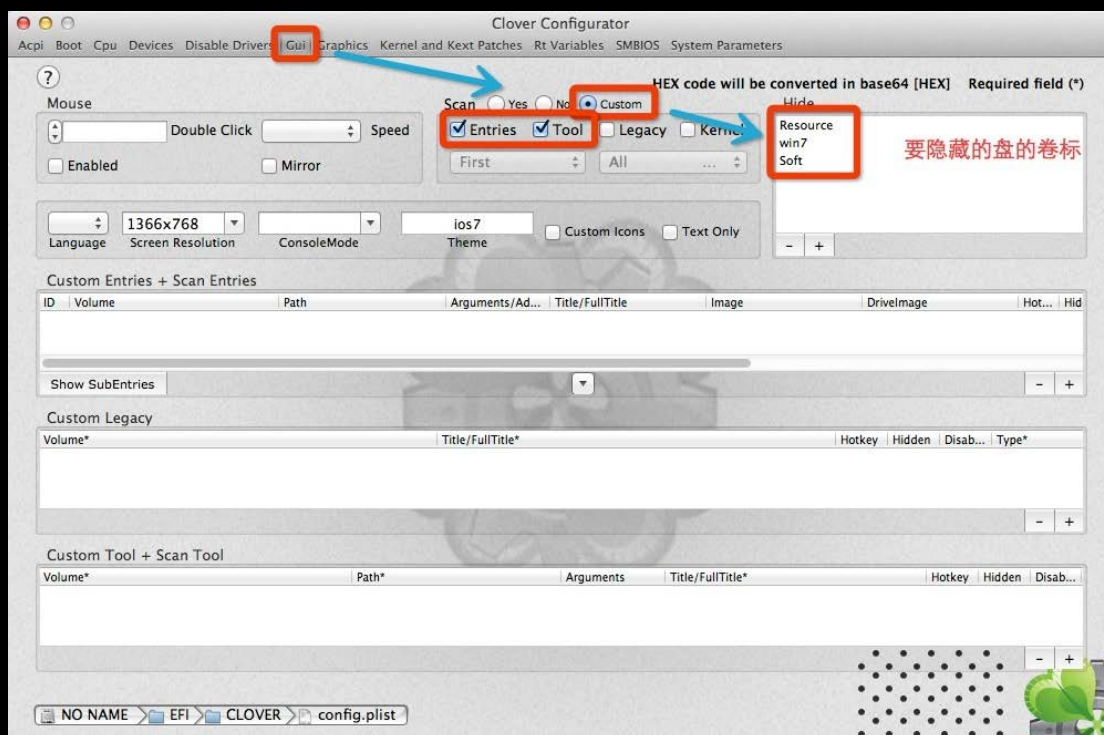 Clover Configurator
Acpi Boot Cpu Devices Disable Drivers Gui Graphics Kernel and Kext Patches Rt Variables SMBIOS System Parameters
?
HEX code will be converted in base64 [HEX] Required field (*)
Mouse
Scan Yes No Custom
Hide
Double Click Speed
Entries Tool Legacy Kernel
Resource
win7
Soft
要隐藏的盘的卷标
Enabled Mirror
First All ...
1366x768 ios7
Custom Icons Text Only
Language Screen Resolution ConsoleMode Theme
- +
Custom Entries + Scan Entries
ID Volume Path Arguments/Ad... Title/FullTitle Image DriveImage Hot... Hid
Show SubEntries - +
Custom Legacy
Volume* Title/FullTitle* Hotkey Hidden Disab... Type*
- +
Custom Tool + Scan Tool
Volume* Path* Arguments Title/FullTitle* Hotkey Hidden Disab...
- +
NO NAME EFI CLOVER config.plist